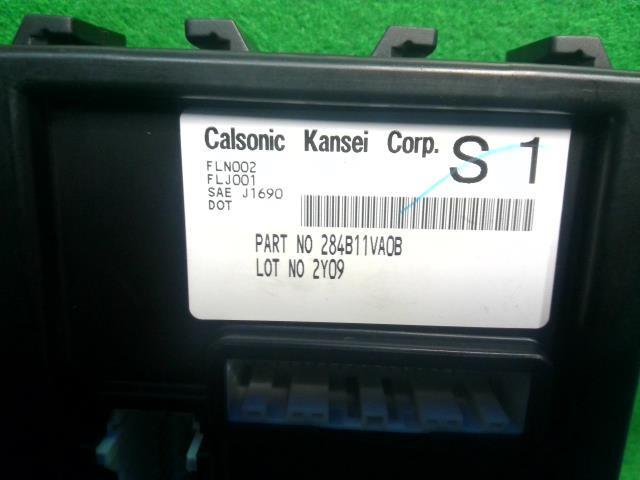 Calsonic Kansei Corp. S 1
FLN002
FLJ001
SAE J1690
DOT
PART NO 284B11VA0B
LOT NO 2Y09